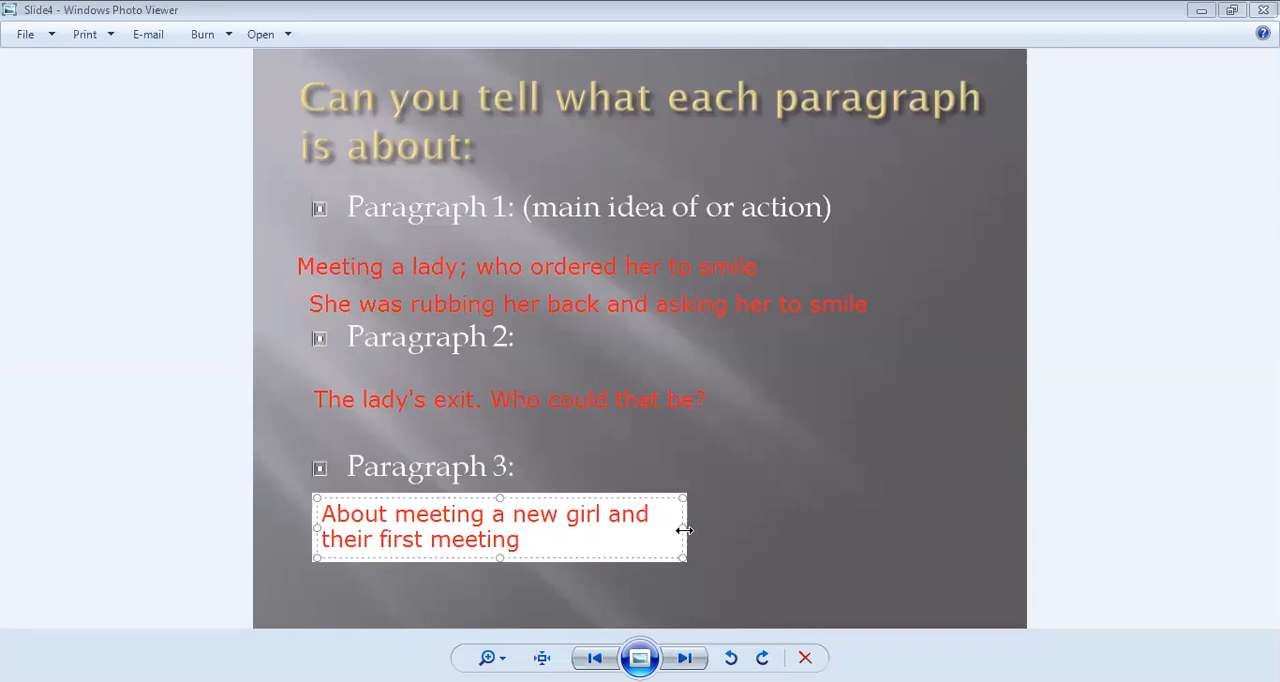 Slide4 - Windows Photo Viewer
File Print E-mail Burn Open
Can you tell what each paragraph
is about:
Paragraph 1: (main idea of or action)
Meeting a lady; who ordered her to smile
She was rubbing her back and asking her to smile
Paragraph 2:
The lady's exit. Who could that be?
Paragraph 3:
About meeting a new girl and
their first meeting